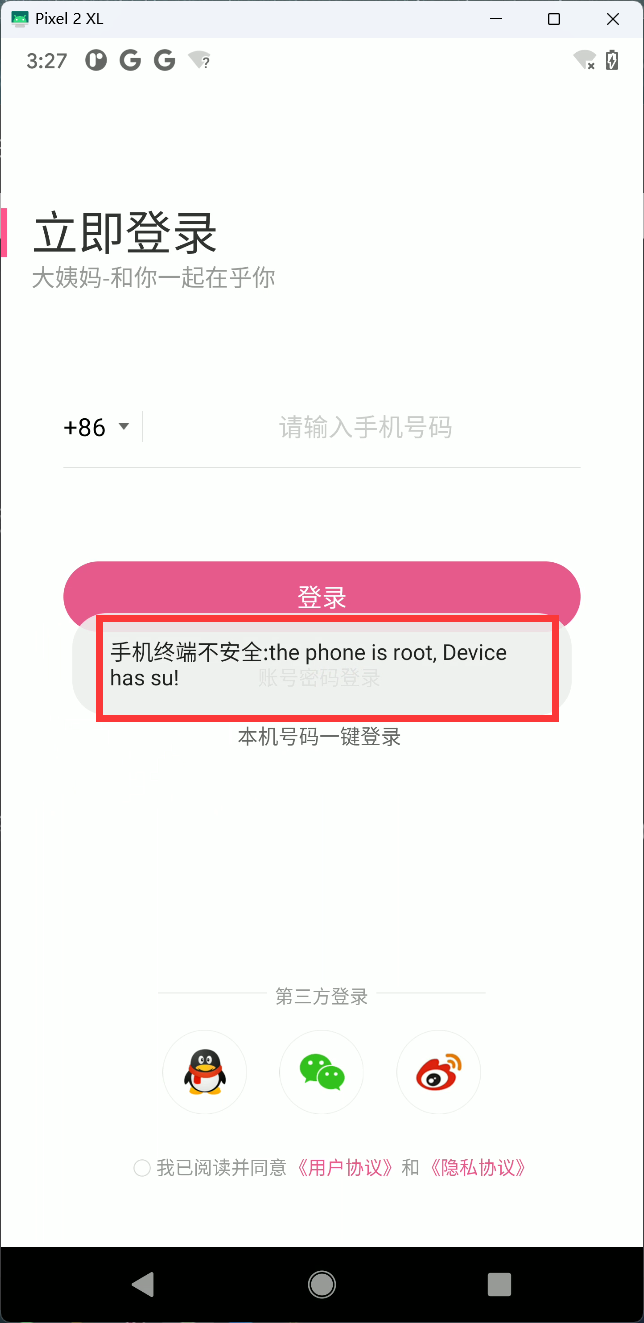 Pixel 2 XL
3:27
立即登录
大姨妈-和你一起在乎你
+86
请输入手机号码
登录
手机终端不安全:the phone is root, Device
has su!
账号密码登录
本机号码一键登录
第三方登录
我已阅读并同意《用户协议》和《隐私协议》